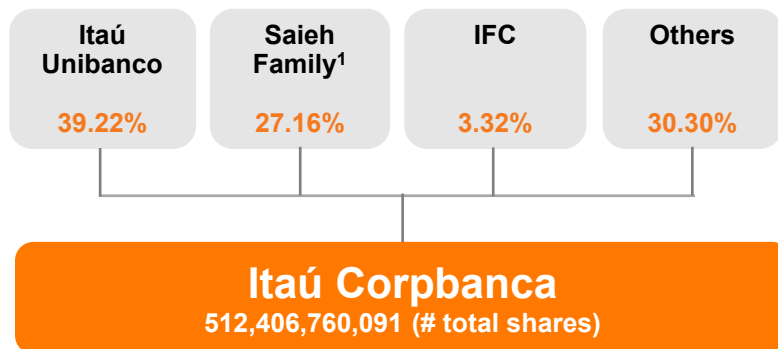 Itaú
Unibanco
39.22%
Saieh
Family¹
27.16%
IFC
3.32%
Others
30.30%
Itaú Corpbanca
512,406,760,091 (# total shares)